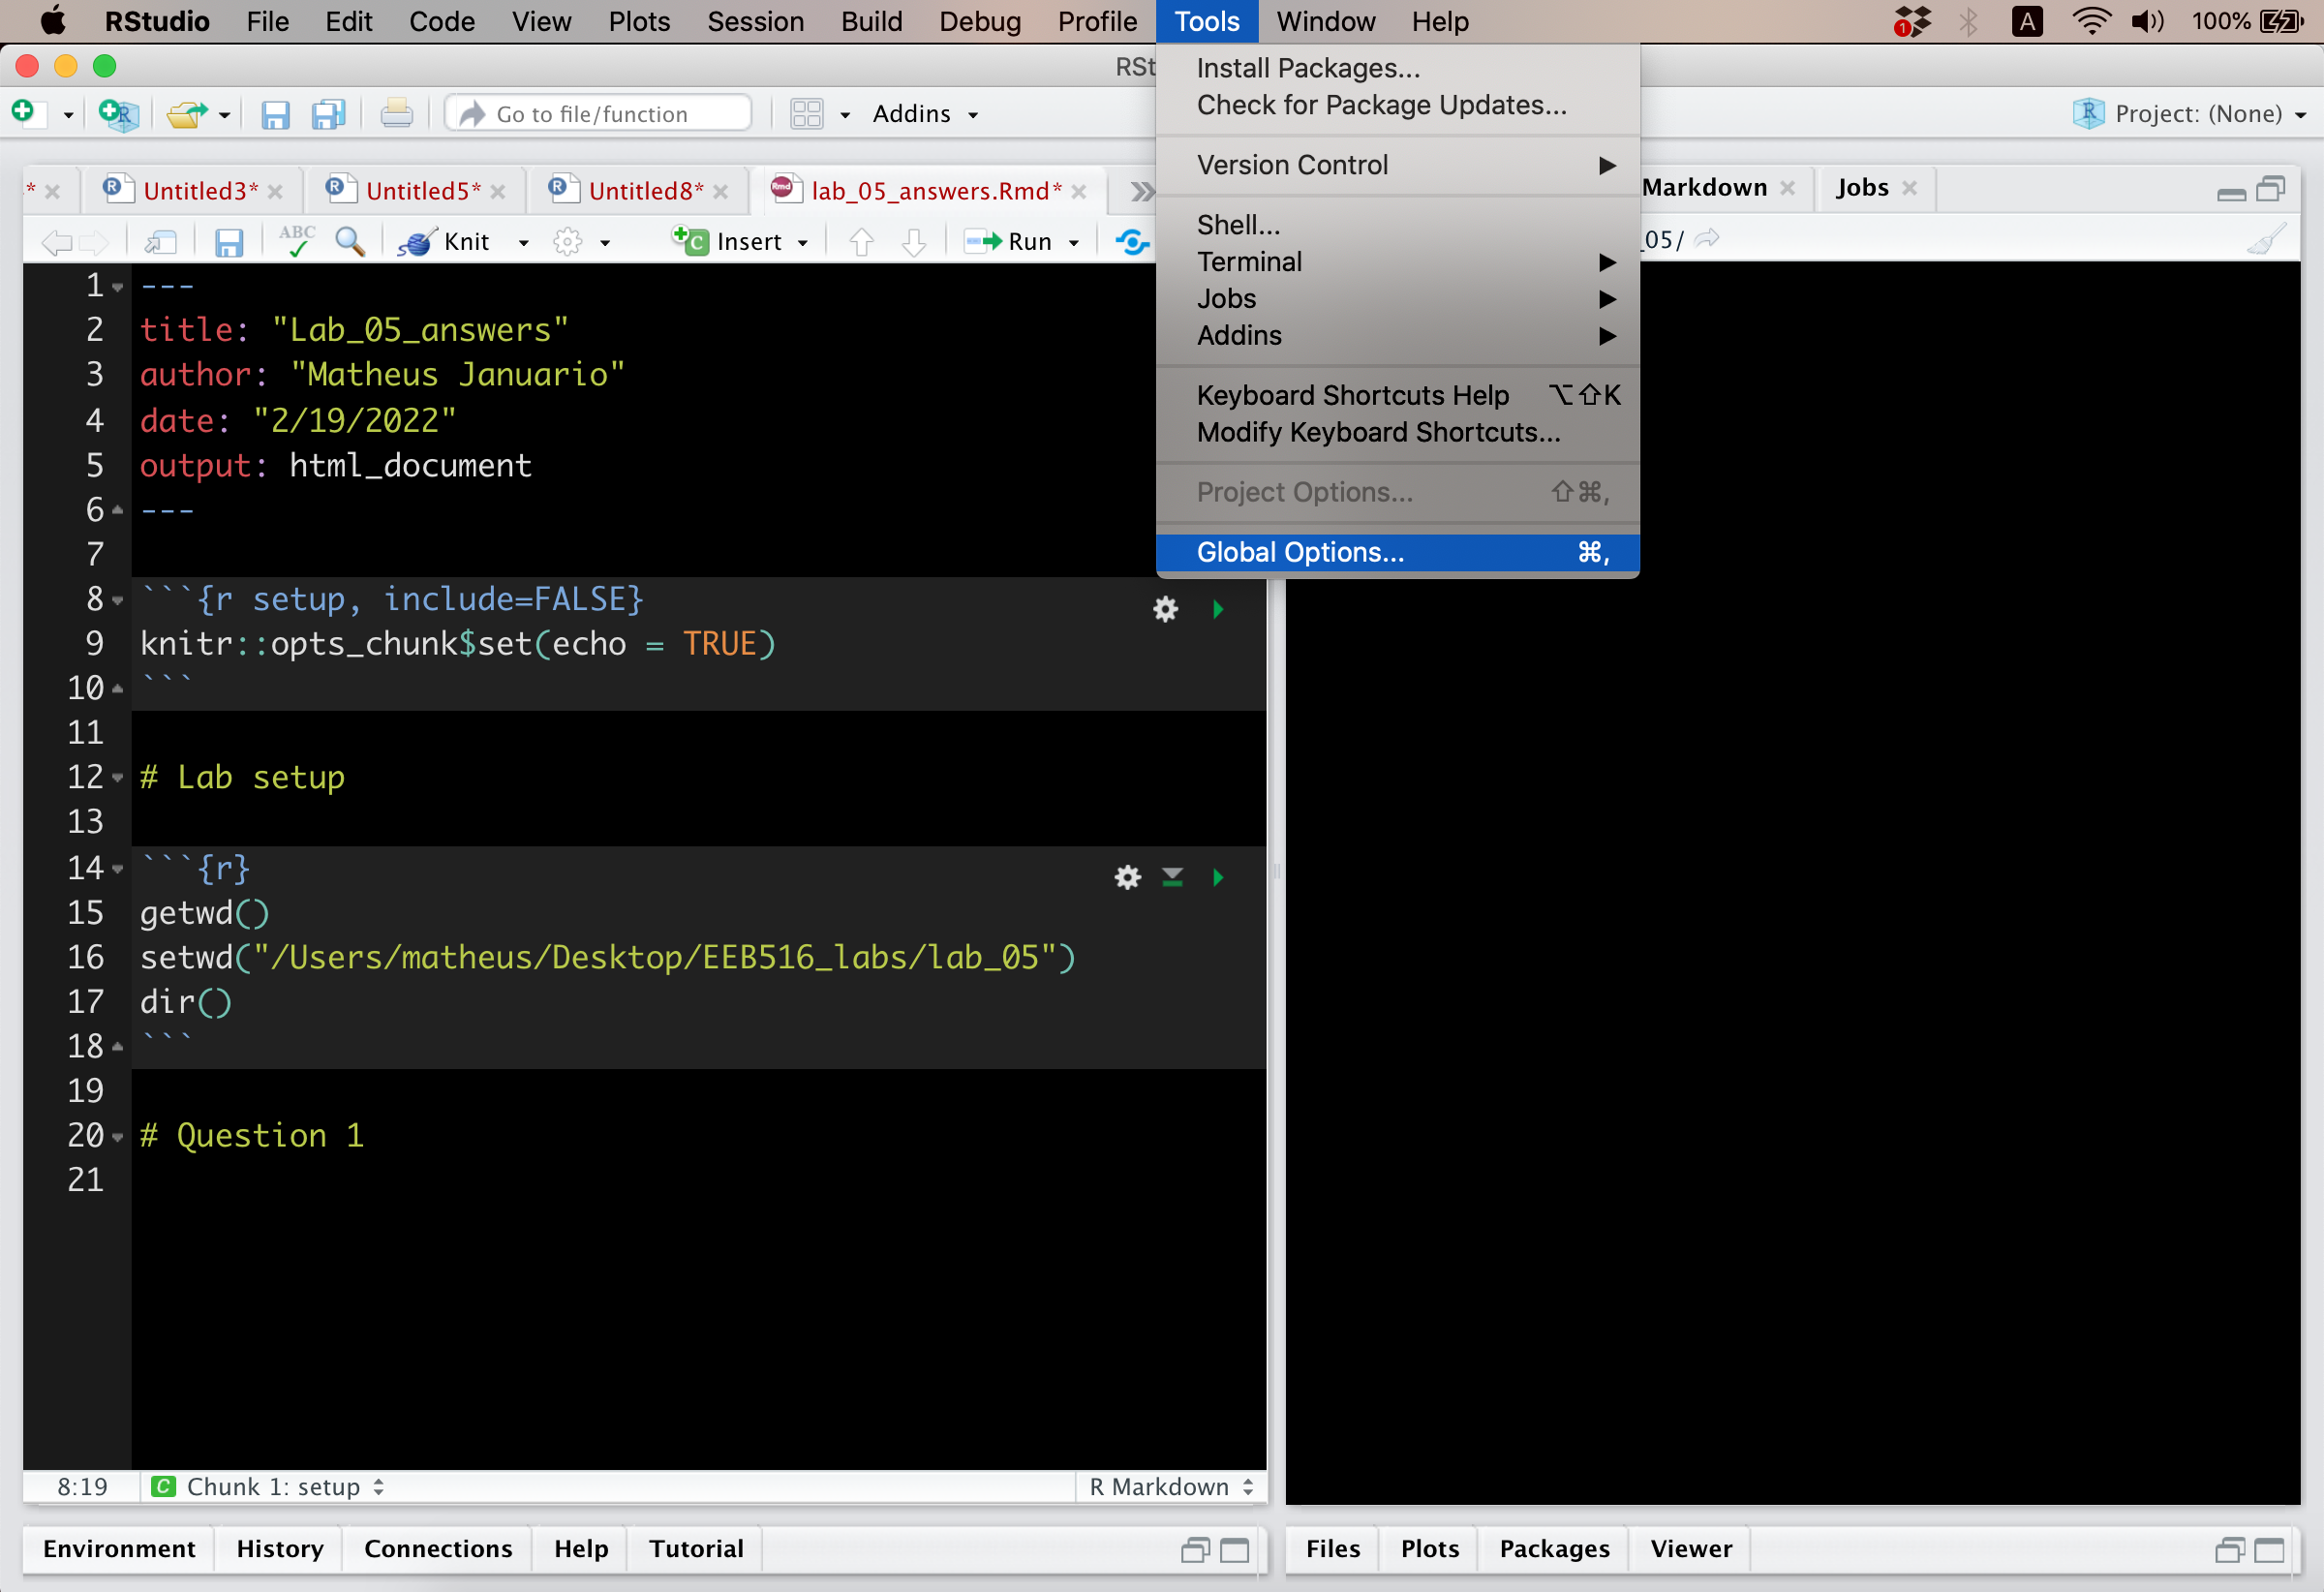 RStudio File Edit Code View Plots Session Build Debug Profile Tools Window Help 1 A 100%
RSt
Go to file/function Addins Project: (None)
Install Packages...
Check for Package Updates...
Version Control
Shell...
Terminal
Jobs
Addins
Keyboard Shortcuts Help ⌥⇧K
Modify Keyboard Shortcuts...
Project Options... ⇧⌘,
Global Options... ⌘,
* Untitled3* Untitled5* Untitled8* lab_05_answers.Rmd* Markdown Jobs
ABC Knit Insert Run _05/
1 ---
2 title: "Lab_05_answers"
3 author: "Matheus Januario"
4 date: "2/19/2022"
5 output: html_document
6 ---
7
8 ```{r setup, include=FALSE}
9 knitr::opts_chunk$set(echo = TRUE)
10 ```
11
12 # Lab setup
13
14 ```{r}
15 getwd()
16 setwd("/Users/matheus/Desktop/EEB516_labs/lab_05")
17 dir()
18 ```
19
20 # Question 1
21
8:19 C Chunk 1: setup R Markdown
Environment History Connections Help Tutorial Files Plots Packages Viewer